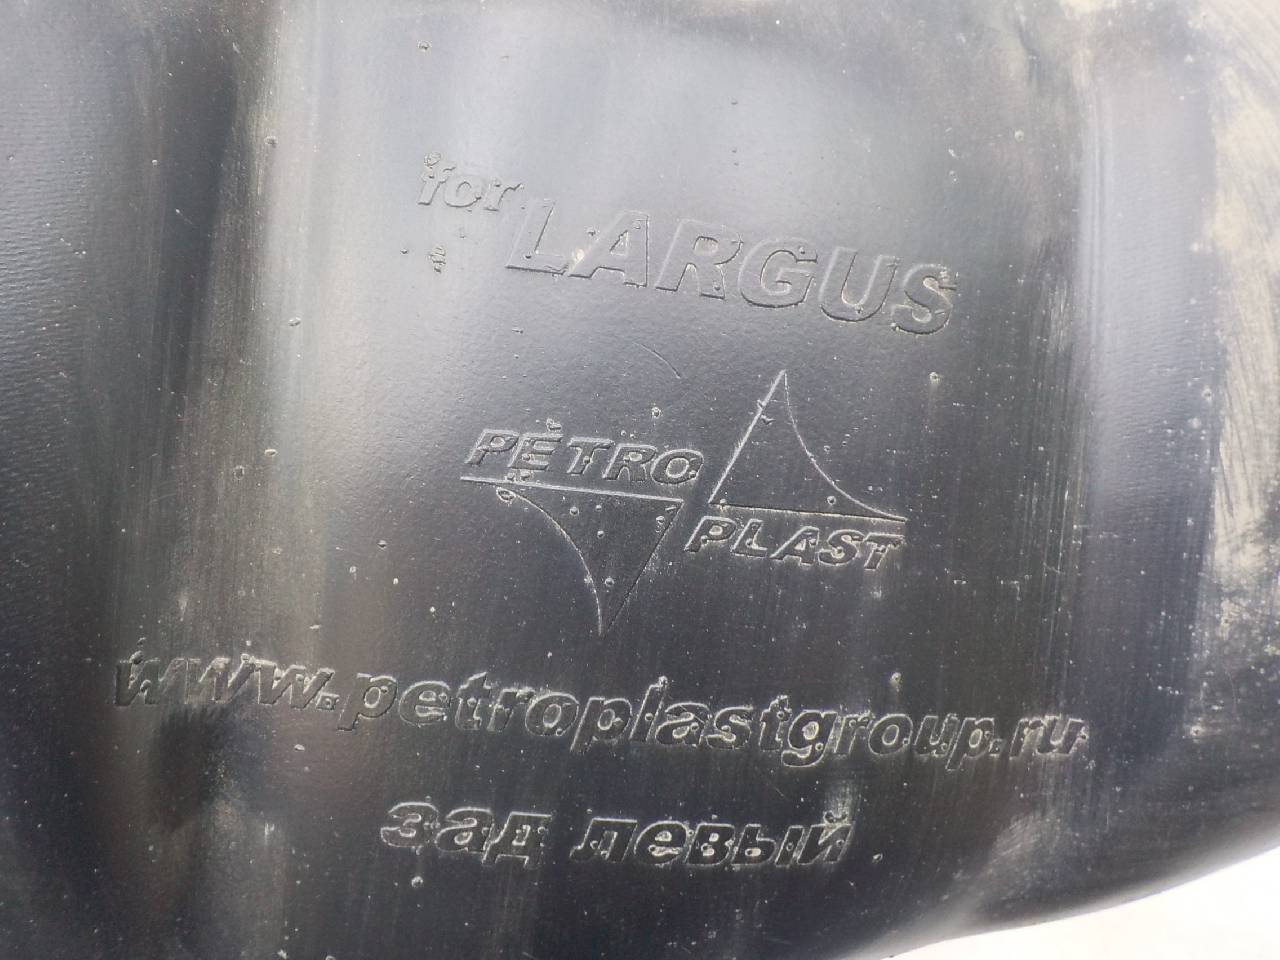 for LARGUS
PETRO
PLAST
www.petroplastgroup.ru
зад левый